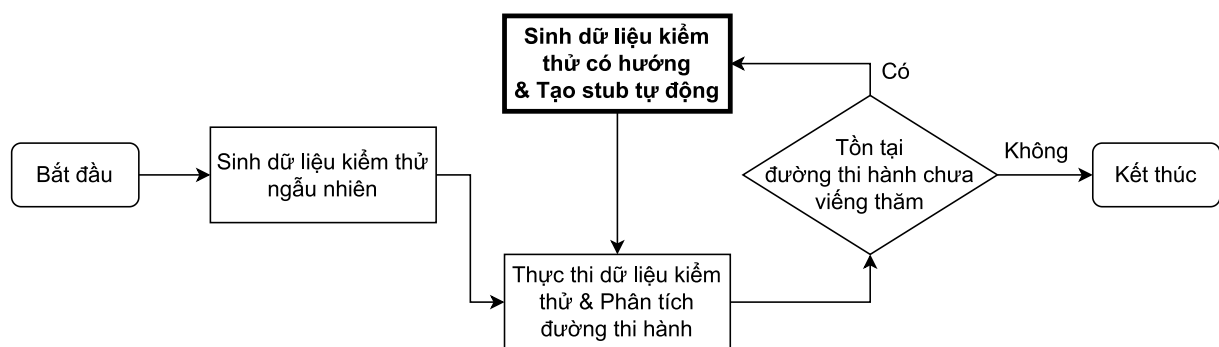 Bắt đầu
Sinh dữ liệu kiểm thử
ngẫu nhiên
Sinh dữ liệu kiểm
thử có hướng
& Tạo stub tự động
Thực thi dữ liệu kiểm
thử & Phân tích
đường thi hành
Tồn tại
đường thi hành chưa
viếng thăm
Có
Không
Kết thúc